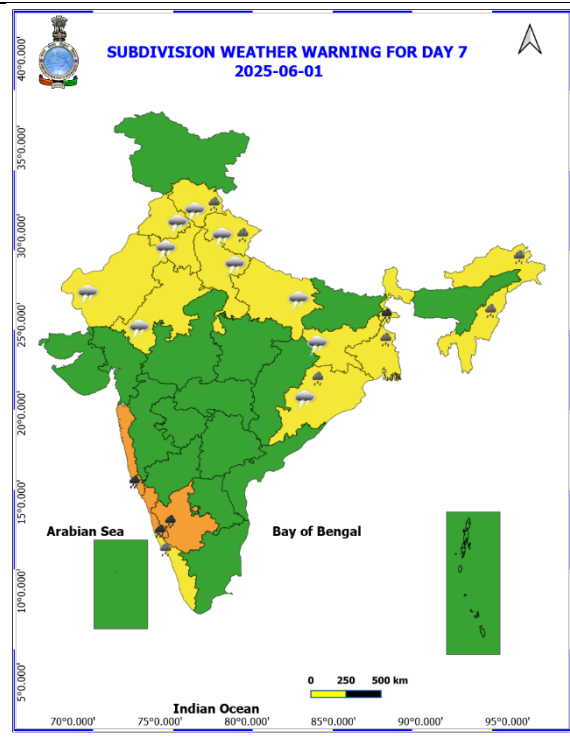 SUBDIVISION WEATHER WARNING FOR DAY 7
2025-06-01
40°0.000'
35°0.000'
30°0.000'
25°0.000'
20°0.000'
15°0.000'
10°0.000'
5°0.000'
Arabian Sea
Bay of Bengal
0 250 500 km
Indian Ocean
70°0.000' 75°0.000' 80°0.000' 85°0.000' 90°0.000' 95°0.000'